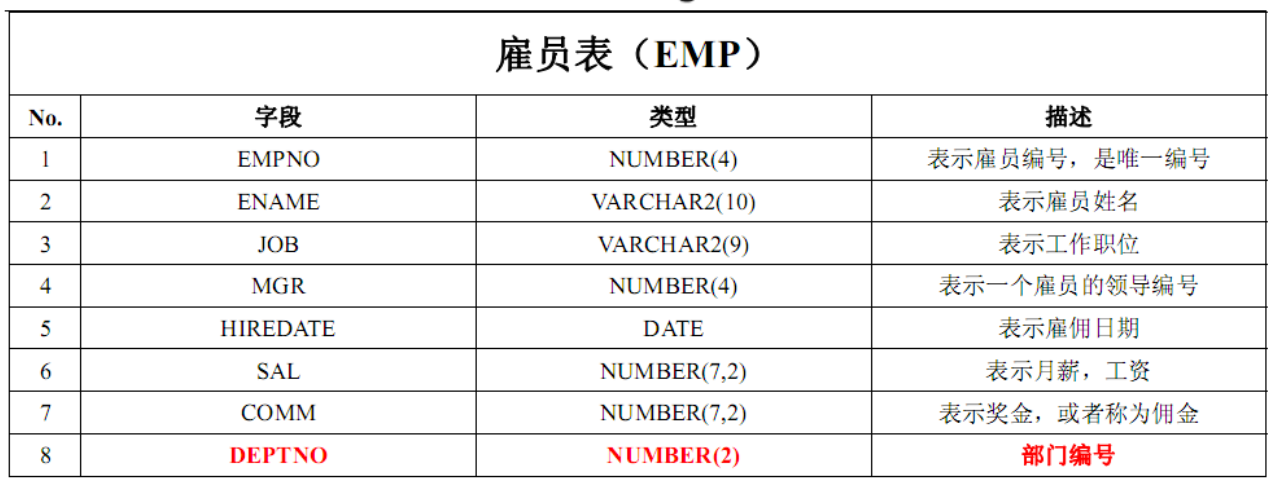 雇员表（EMP）
No. 字段 类型 描述
1 EMPNO NUMBER(4) 表示雇员编号，是唯一编号
2 ENAME VARCHAR2(10) 表示雇员姓名
3 JOB VARCHAR2(9) 表示工作职位
4 MGR NUMBER(4) 表示一个雇员的领导编号
5 HIREDATE DATE 表示雇佣日期
6 SAL NUMBER(7,2) 表示月薪，工资
7 COMM NUMBER(7,2) 表示奖金，或者称为佣金
8 DEPTNO NUMBER(2) 部门编号